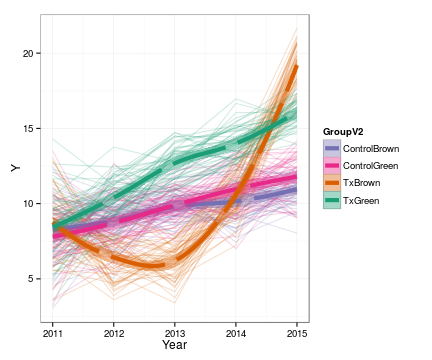 20
15
10
5
Y
2011 2012 2013 2014 2015
Year
GroupV2
ControlBrown
ControlGreen
TxBrown
TxGreen